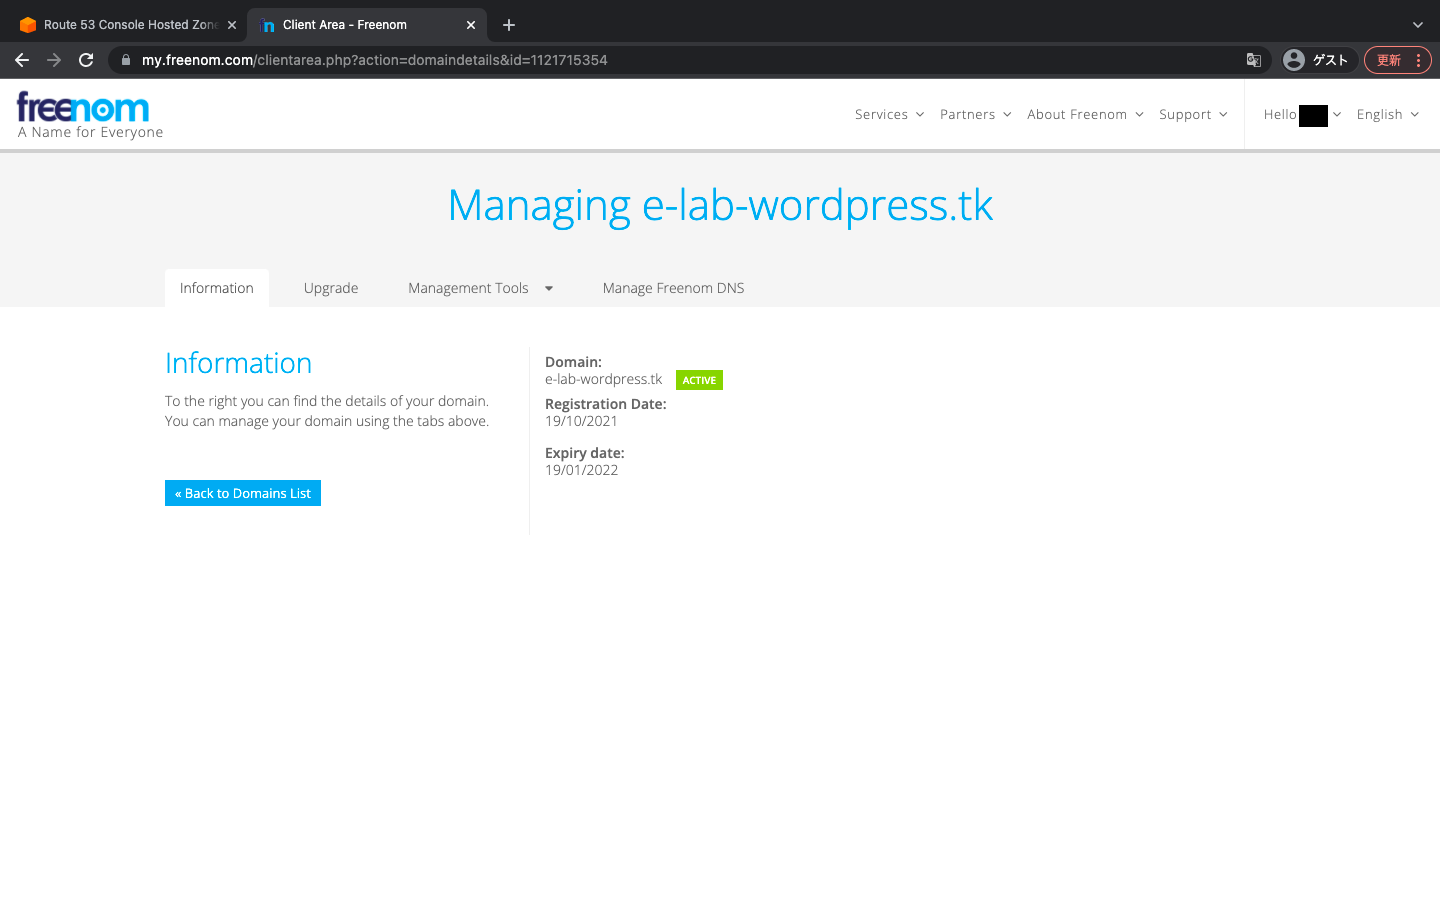 Route 53 Console Hosted Zone
Client Area - Freenom
my.freenom.com/clientarea.php?action=domaindetails&id=1121715354
ゲスト
更新
freenom
A Name for Everyone
Services
Partners
About Freenom
Support
Hello
English
Managing e-lab-wordpress.tk
Information
Upgrade
Management Tools
Manage Freenom DNS
Information
To the right you can find the details of your domain.
You can manage your domain using the tabs above.
« Back to Domains List
Domain:
e-lab-wordpress.tk ACTIVE
Registration Date:
19/10/2021
Expiry date:
19/01/2022